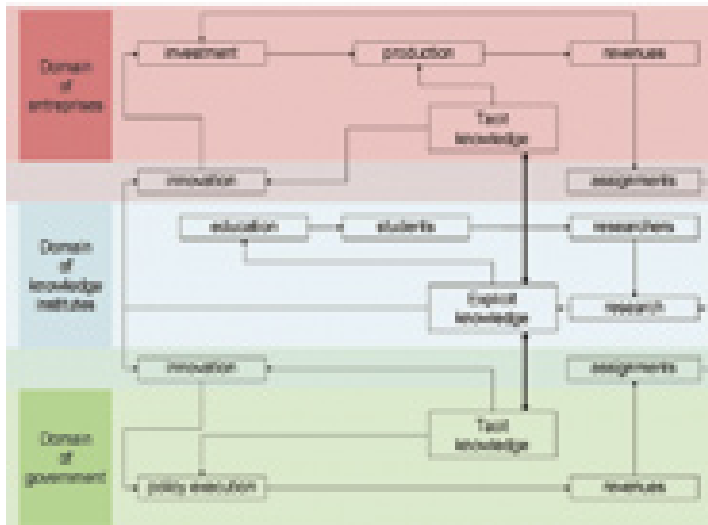 investment
production
revenues
Domain
of
entreprises
Tacit
knowledge
innovation
assignments
education
students
researchers
Domain
of
knowledge
institutes
Explicit
knowledge
research
innovation
assignments
Tacit
knowledge
Domain
of
government
policy execution
revenues